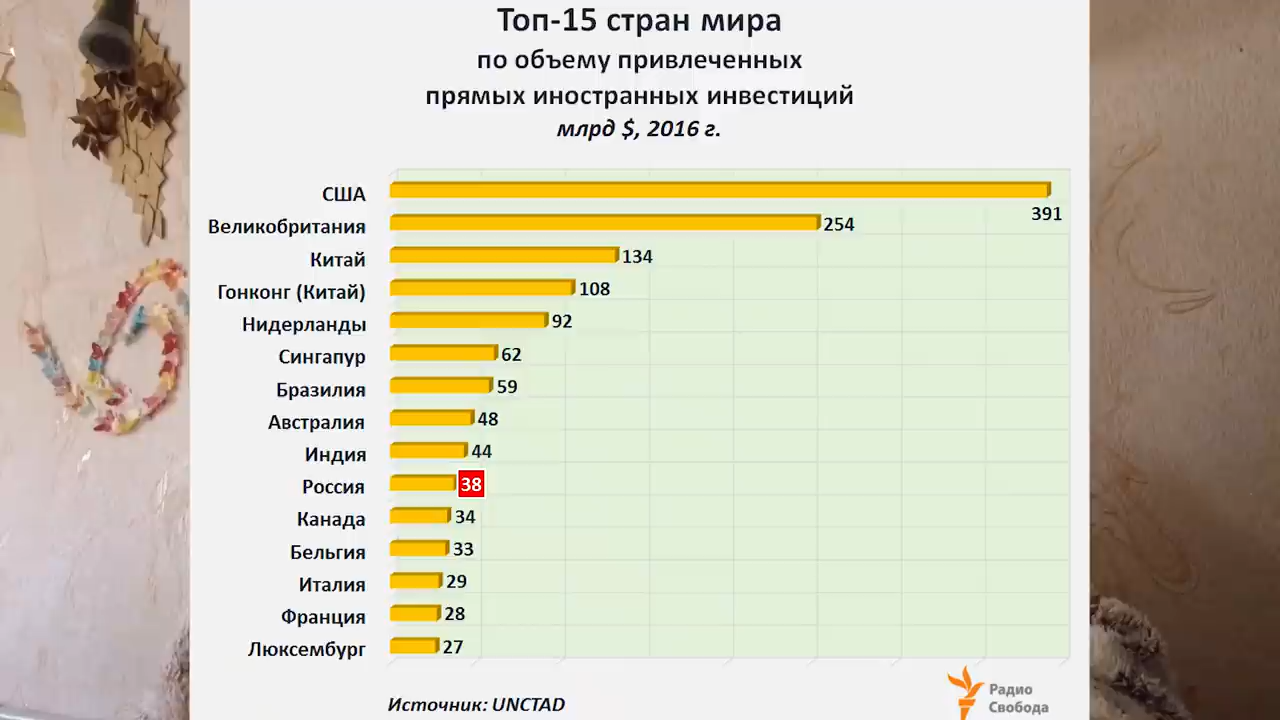 Топ-15 стран мира
по объему привлеченных
прямых иностранных инвестиций
млрд $, 2016 г.
США 391
Великобритания 254
Китай 134
Гонконг (Китай) 108
Нидерланды 92
Сингапур 62
Бразилия 59
Австралия 48
Индия 44
Россия 38
Канада 34
Бельгия 33
Италия 29
Франция 28
Люксембург 27
Источник: UNCTAD
Радио
Свобода